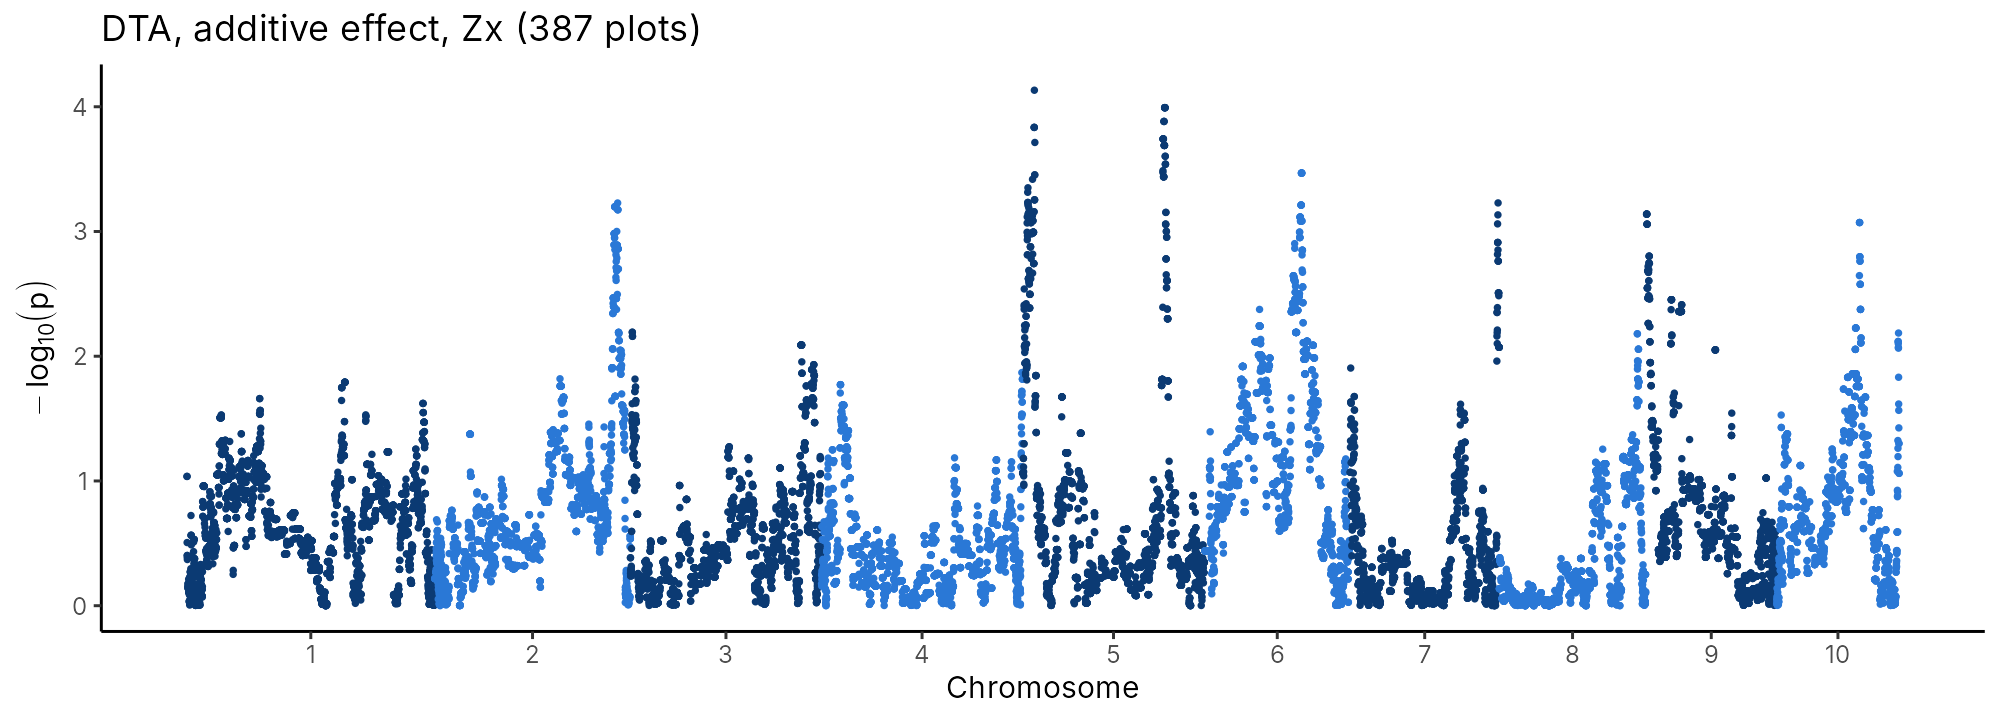 DTA, additive effect, Zx (387 plots)
4
3
2
1
0
− log10(p)
1 2 3 4 5 6 7 8 9 10
Chromosome